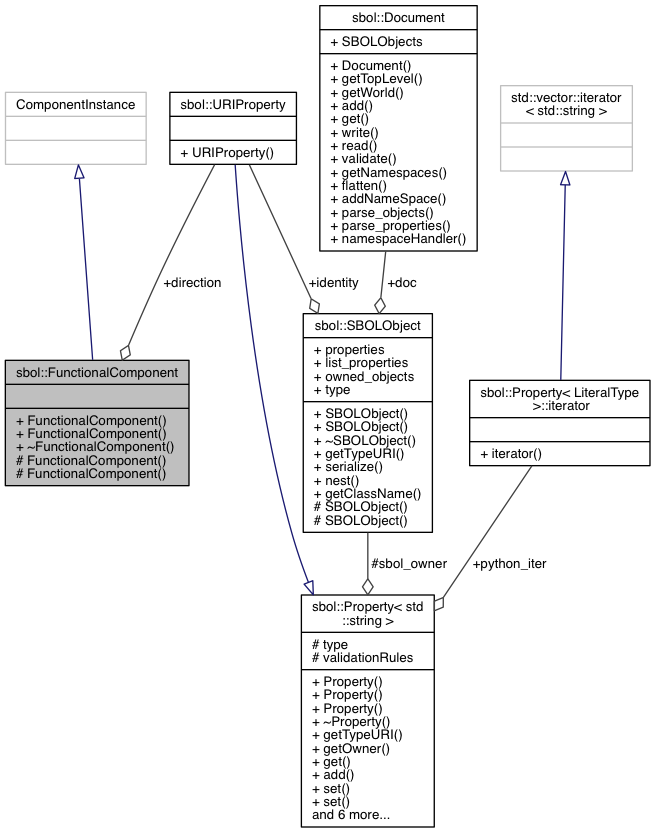 sbol::Document
+ SBOLObjects
+ Document()
+ getTopLevel()
+ getWorld()
+ add()
+ get()
+ write()
+ read()
+ validate()
+ getNamespaces()
+ flatten()
+ addNameSpace()
+ parse_objects()
+ parse_properties()
+ namespaceHandler()
ComponentInstance
sbol::URIProperty
+ URIProperty()
std::vector::iterator
< std::string >
+direction
+identity
+doc
sbol::SBOLObject
+ properties
+ list_properties
+ owned_objects
+ type
+ SBOLObject()
+ SBOLObject()
+ ~SBOLObject()
+ getTypeURI()
+ serialize()
+ nest()
+ getClassName()
# SBOLObject()
# SBOLObject()
sbol::FunctionalComponent
+ FunctionalComponent()
+ FunctionalComponent()
+ ~FunctionalComponent()
# FunctionalComponent()
# FunctionalComponent()
sbol::Property< LiteralType
>::iterator
+ iterator()
#sbol_owner
+python_iter
sbol::Property< std
::string >
# type
# validationRules
+ Property()
+ Property()
+ Property()
+ ~Property()
+ getTypeURI()
+ getOwner()
+ get()
+ add()
+ set()
+ set()
and 6 more...